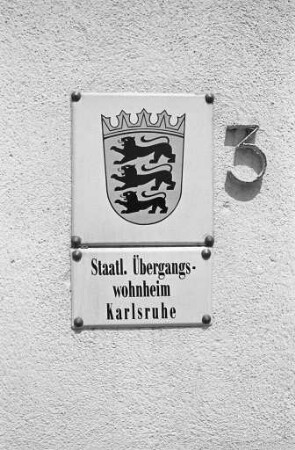 3
Staatl. Übergangs-
wohnheim
Karlsruhe